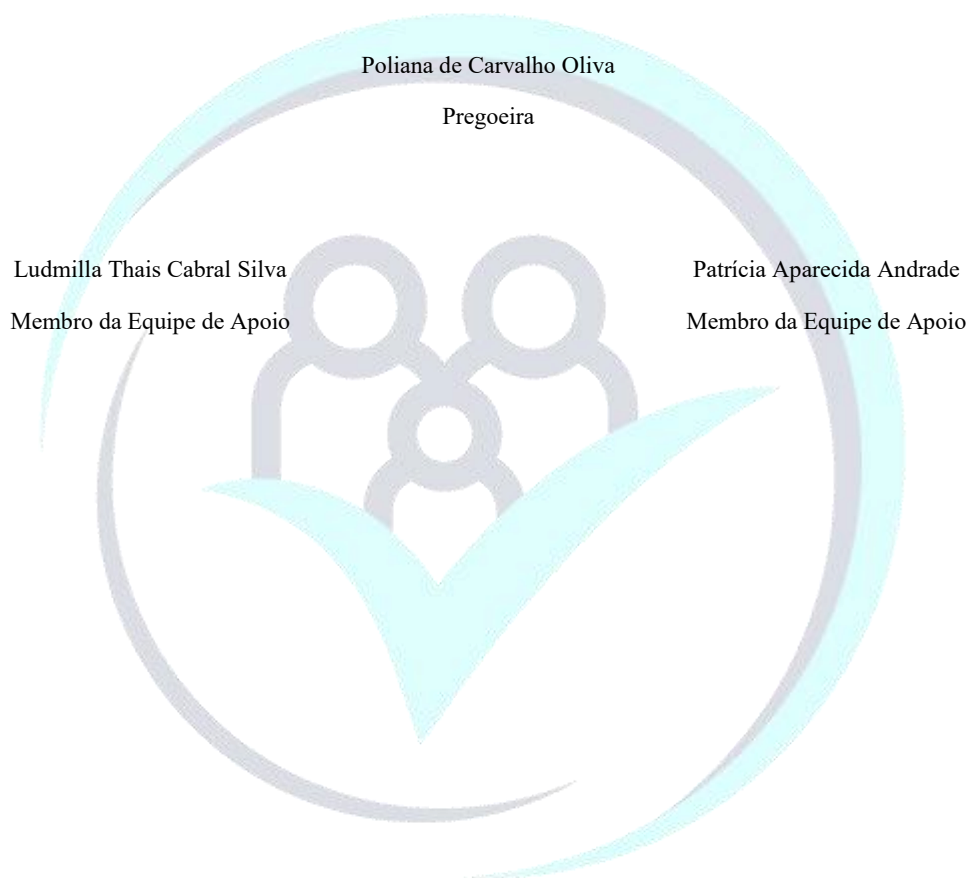 Poliana de Carvalho Oliva
Pregoeira
Ludmilla Thais Cabral Silva
Membro da Equipe de Apoio
Patrícia Aparecida Andrade
Membro da Equipe de Apoio